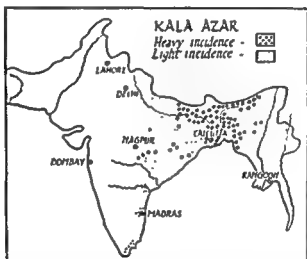 KALA AZAR
Heavy incidence -
Light incidence -
LAHORE
DELHI
NAGPUR
CALCUTTA
BOMBAY
RANGOON
MADRAS